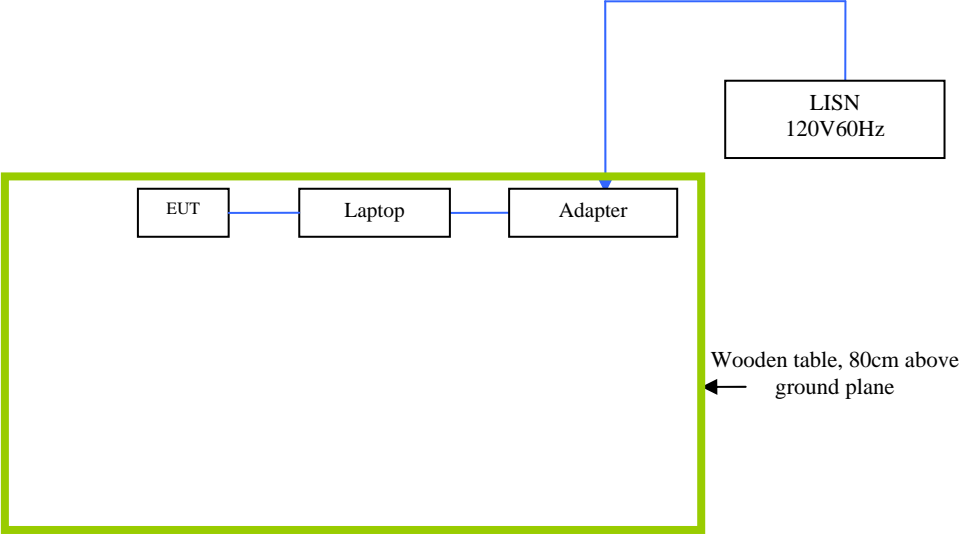 LISN
120V60Hz
EUT
Laptop
Adapter
Wooden table, 80cm above
ground plane